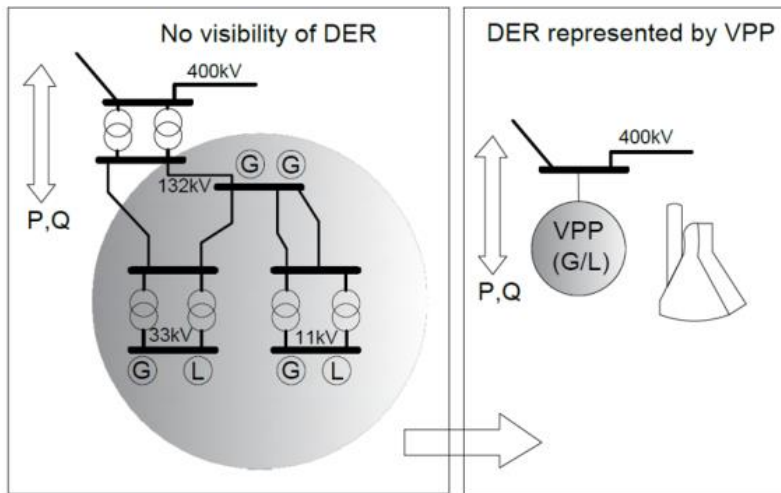 No visibility of DER
400kV
G G
132kV
P,Q
33kV
11kV
G
L
G
L
DER represented by VPP
400kV
VPP
(G/L)
P,Q